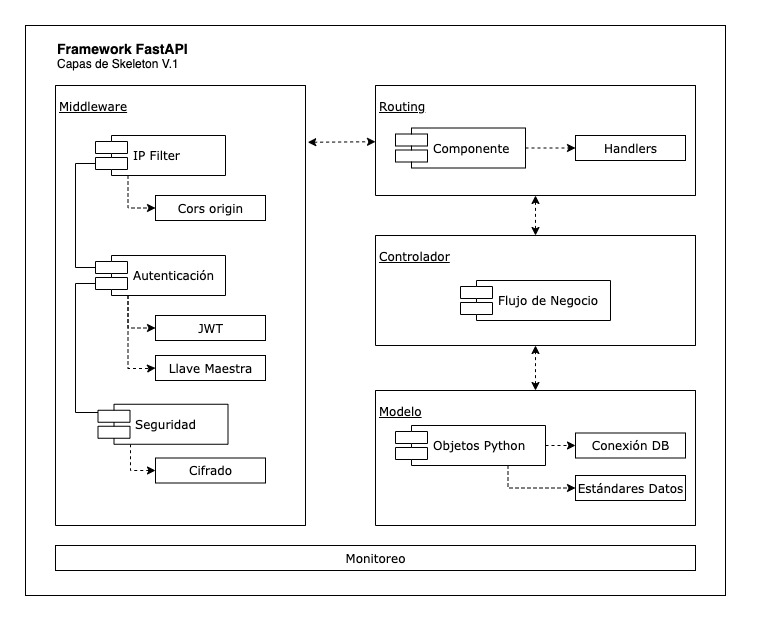 Framework FastAPI
Capas de Skeleton V.1
Middleware
IP Filter
Cors origin
Autenticación
JWT
Llave Maestra
Seguridad
Cifrado
Routing
Componente
Handlers
Controlador
Flujo de Negocio
Modelo
Objetos Python
Conexión DB
Estándares Datos
Monitoreo